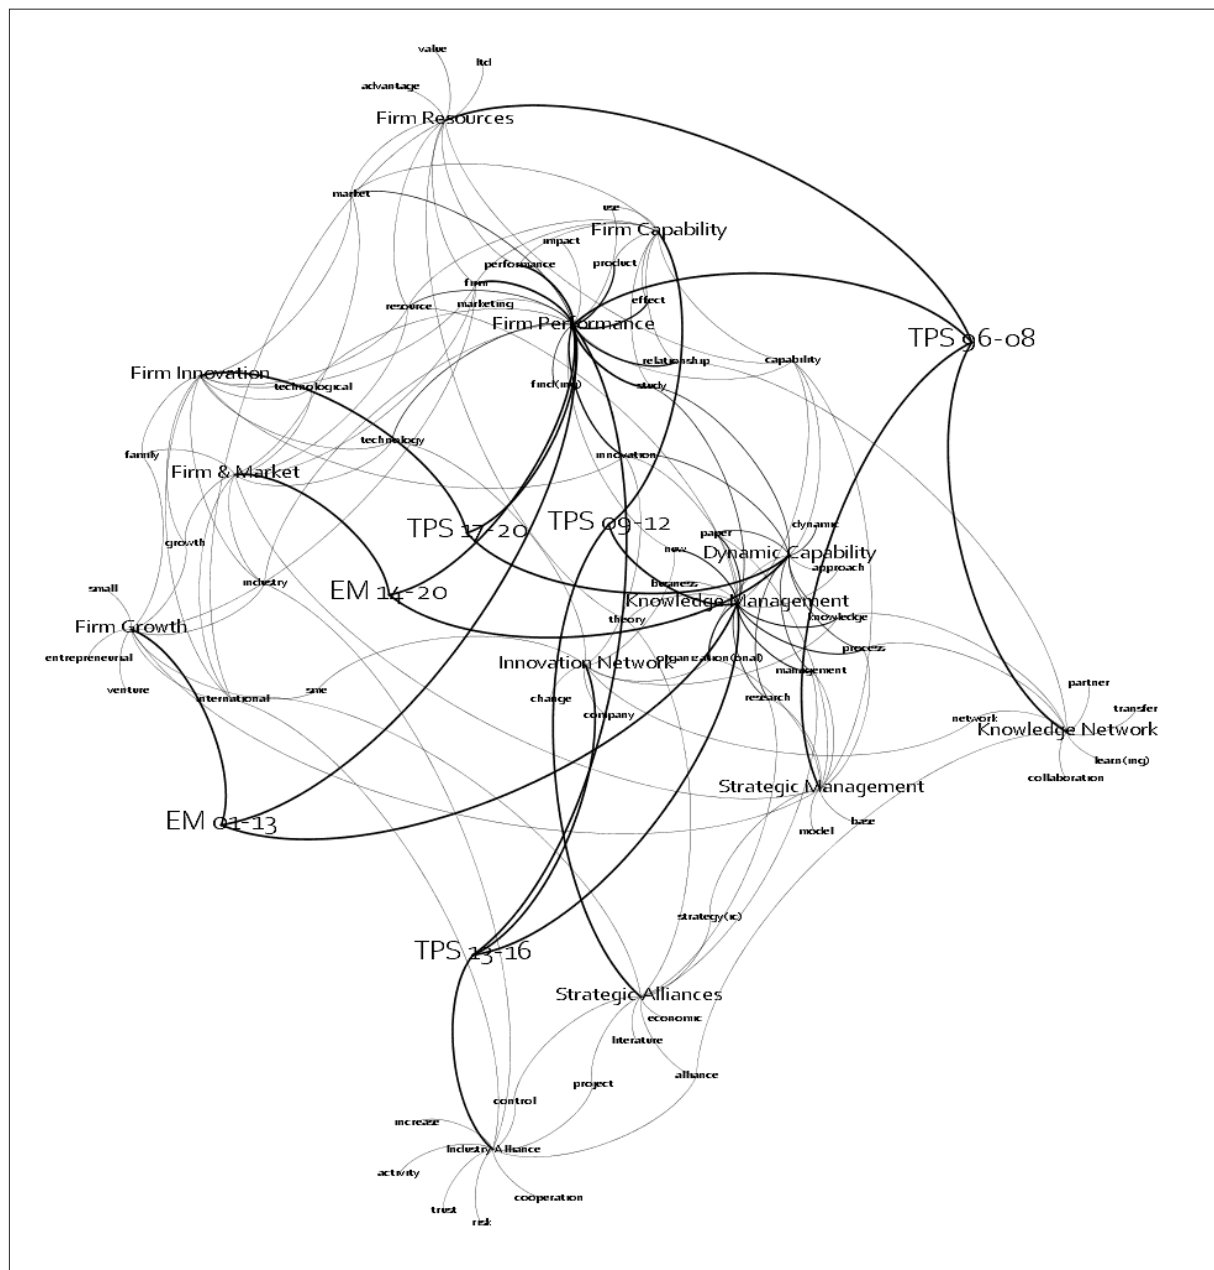 value
ltd
advantage
Firm Resources
market
use
Firm Capability
impact
performance
product
firm
effect
resource
marketing
Firm Performance
TPS 96-08
relationship
capability
Firm Innovation
technological
find(ing)
study
technology
innovation
family
Firm & Market
TPS 17-20
TPS 09-12
dynamic
paper
growth
new
Dynamic Capability
approach
small
industry
EM 14-20
business
Knowledge Management
theory
knowledge
Firm Growth
process
entrepreneurial
Innovation Network
organization(onal)
management
venture
international
sme
change
research
partner
company
network
transfer
Knowledge Network
learn(ing)
collaboration
Strategic Management
EM 01-13
model
base
strategy(ic)
TPS 13-16
Strategic Alliances
economic
literature
project
alliance
control
increase
Industry Alliance
activity
cooperation
trust
risk